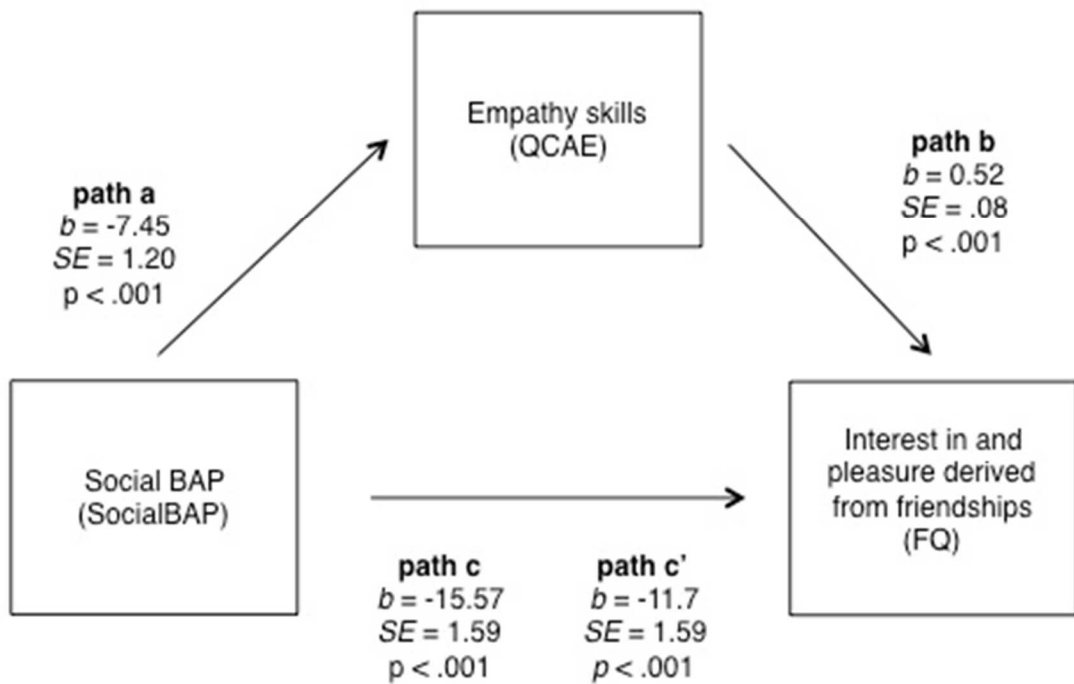 Empathy skills
(QCAE)
path a
b = -7.45
SE = 1.20
p < .001
path b
b = 0.52
SE = .08
p < .001
Social BAP
(SocialBAP)
Interest in and
pleasure derived
from friendships
(FQ)
path c
b = -15.57
SE = 1.59
p < .001
path c'
b = -11.7
SE = 1.59
p < .001